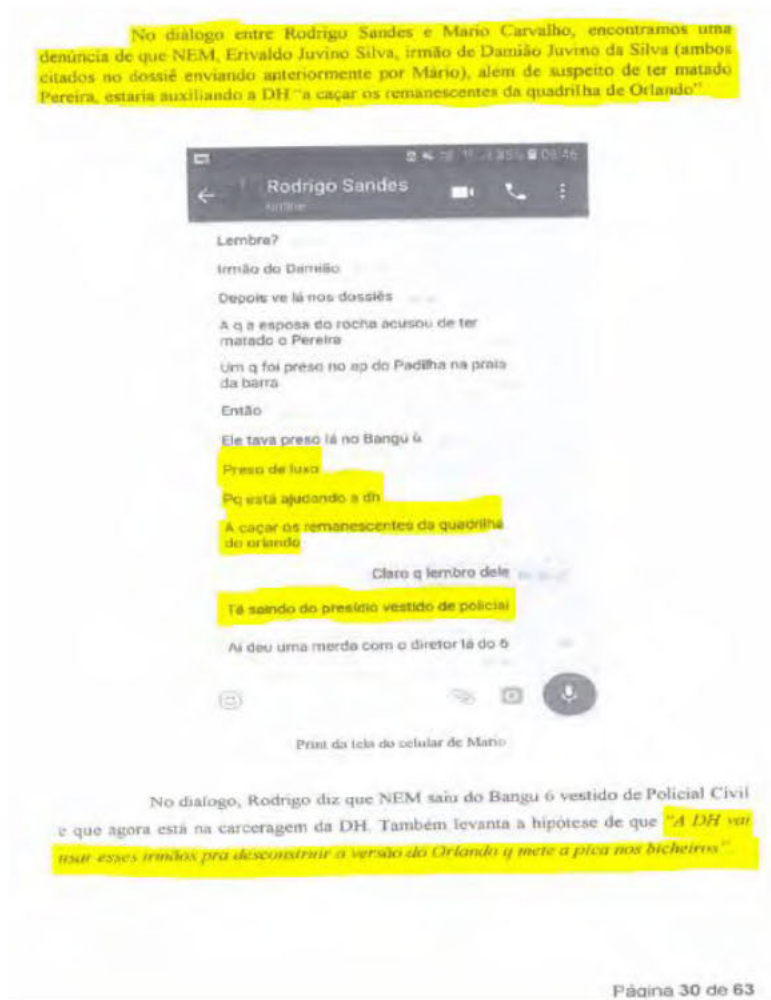 No diálogo entre Rodrigo Sandes e Mario Carvalho, encontramos uma
denúncia de que NEM, Erivaldo Juvino Silva, irmão de Damião Juvino da Silva (ambos
citados no dossiê enviando anteriormente por Mário), alem de suspeito de ter matado
Pereira, estaria auxiliando a DH "a caçar os remanescentes da quadrilha de Orlando"
Rodrigo Sandes
Lembra?
Irmão do Damião
Depois ve lá nos dossiês
A q a esposa do rocha acusou de ter
matado o Pereira
Um q foi preso no ap do Padilha na praia
da barra
Então
Ele tava preso lá no Bangu 6
Preso de luxo
Pq está ajudando a dh
A caçar os remanescentes da quadrilha
do orlando
Claro q lembro dele
Tá saindo do presídio vestido de policial
Aí deu uma merda com o diretor lá do 6
Print da tela do celular de Mario
No dialogo, Rodrigo diz que NEM saiu do Bangu 6 vestido de Policial Civil
e que agora está na carceragem da DH. Também levanta a hipótese de que "A DH vai
usar esses irmãos pra desconstruir a versão do Orlando q mete a pica nos bicheiros".
Página 30 de 63